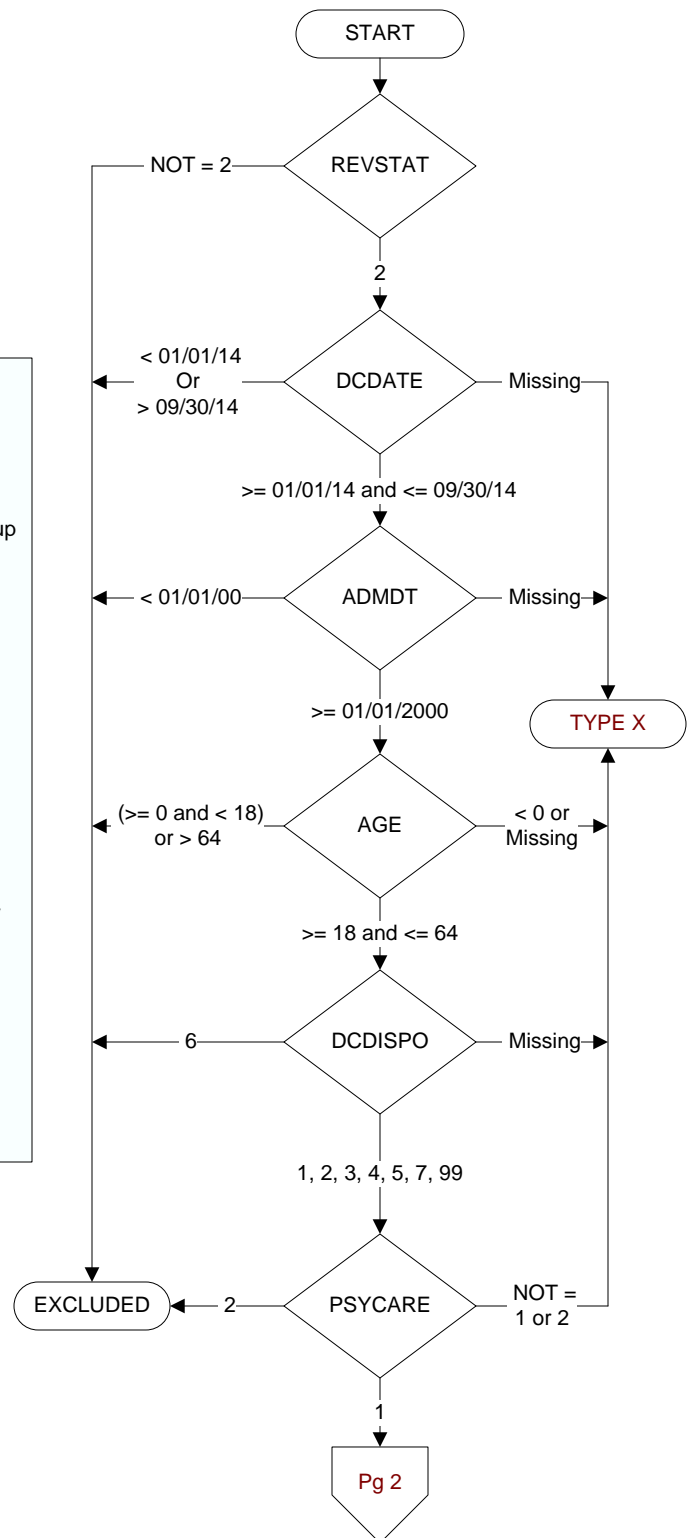 START
NOT = 2
REVSTAT
2
< 01/01/14
Or
> 09/30/14
DCDATE
Missing
>= 01/01/14 and <= 09/30/14
< 01/01/00
ADMDT
Missing
>= 01/01/2000
TYPE X
(>= 0 and < 18)
or > 64
AGE
< 0 or
Missing
>= 18 and <= 64
6
DCDISPO
Missing
1, 2, 3, 4, 5, 7, 99
EXCLUDED
2
PSYCARE
NOT =
1 or 2
1
Pg 2